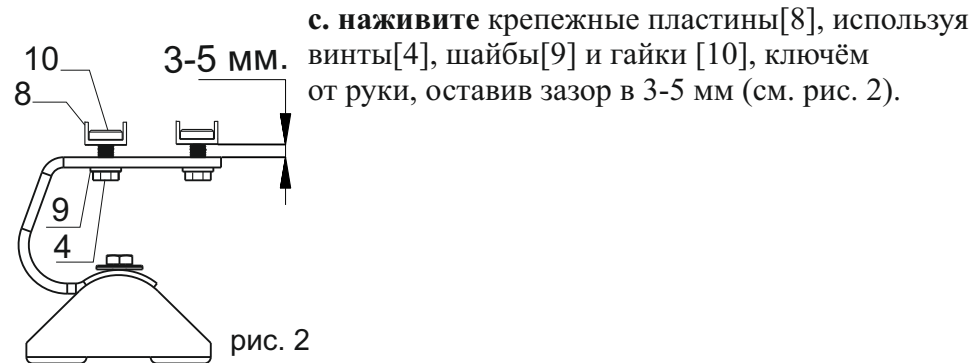 с. наживите крепежные пластины[8], используя
винты[4], шайбы[9] и гайки [10], ключём
от руки, оставив зазор в 3-5 мм (см. рис. 2).
10
3-5 мм.
8
9
4
рис. 2